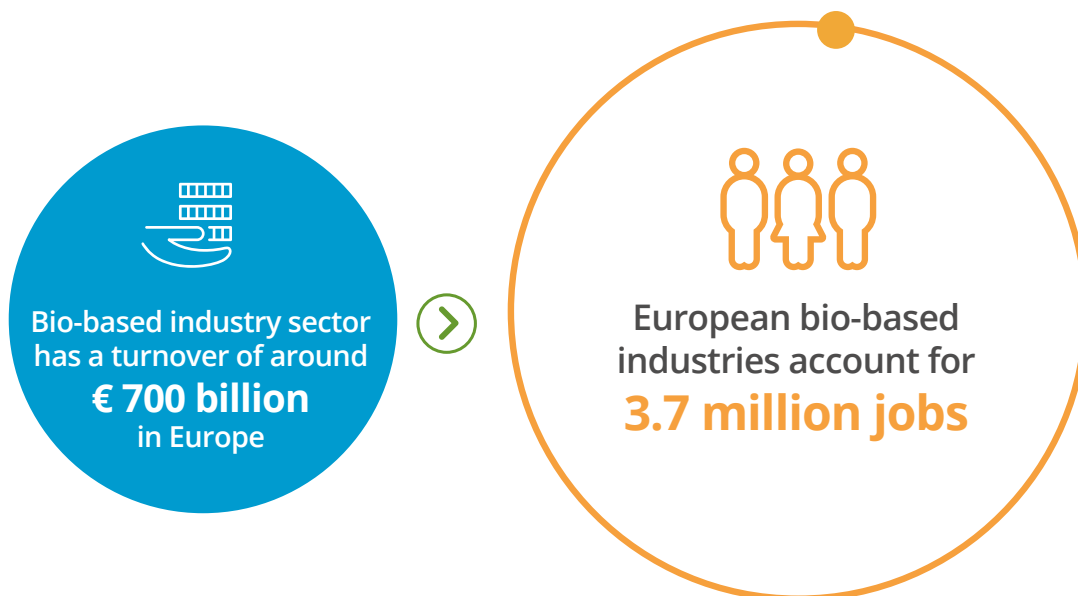 Bio-based industry sector
has a turnover of around
€ 700 billion
in Europe
European bio-based
industries account for
3.7 million jobs